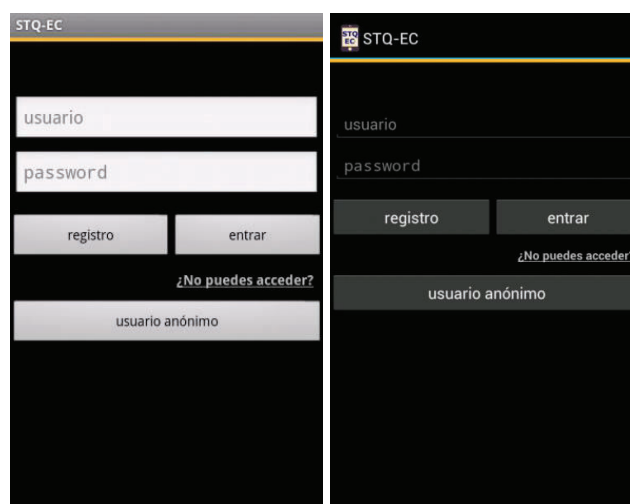 STQ-EC
usuario
password
registro entrar
¿No puedes acceder?
usuario anónimo
STQ
EC
STQ-EC
usuario
password
registro entrar
¿No puedes acceder?
usuario anónimo